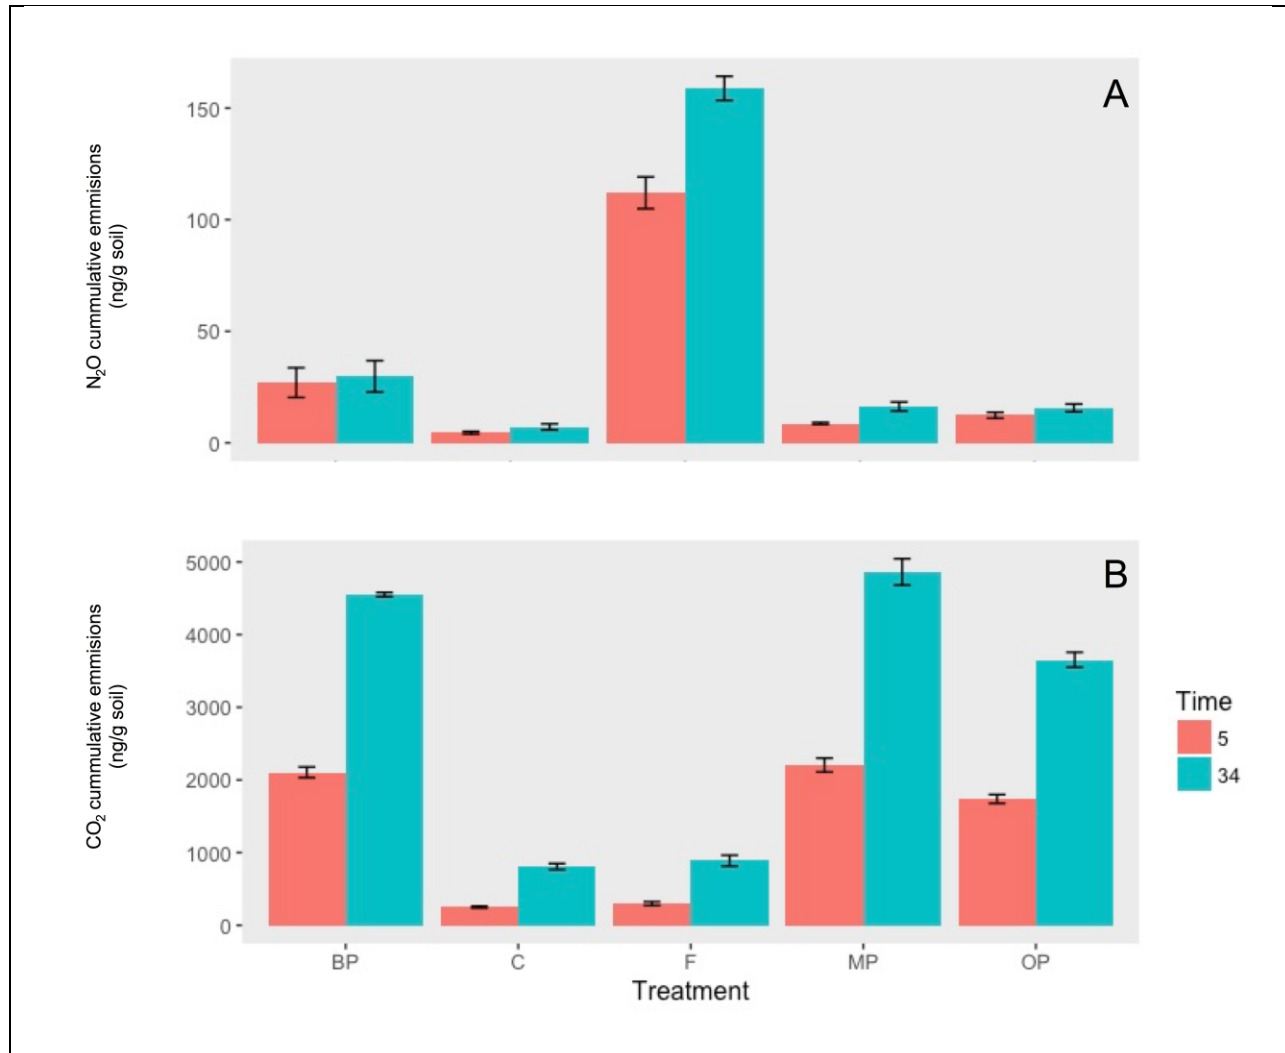 A
150
100
50
0
N₂O cummulative emmisions
(ng/g soil)
B
5000
4000
3000
2000
1000
0
CO₂ cummulative emmisions
(ng/g soil)
Time
5
34
BP C F MP OP
Treatment